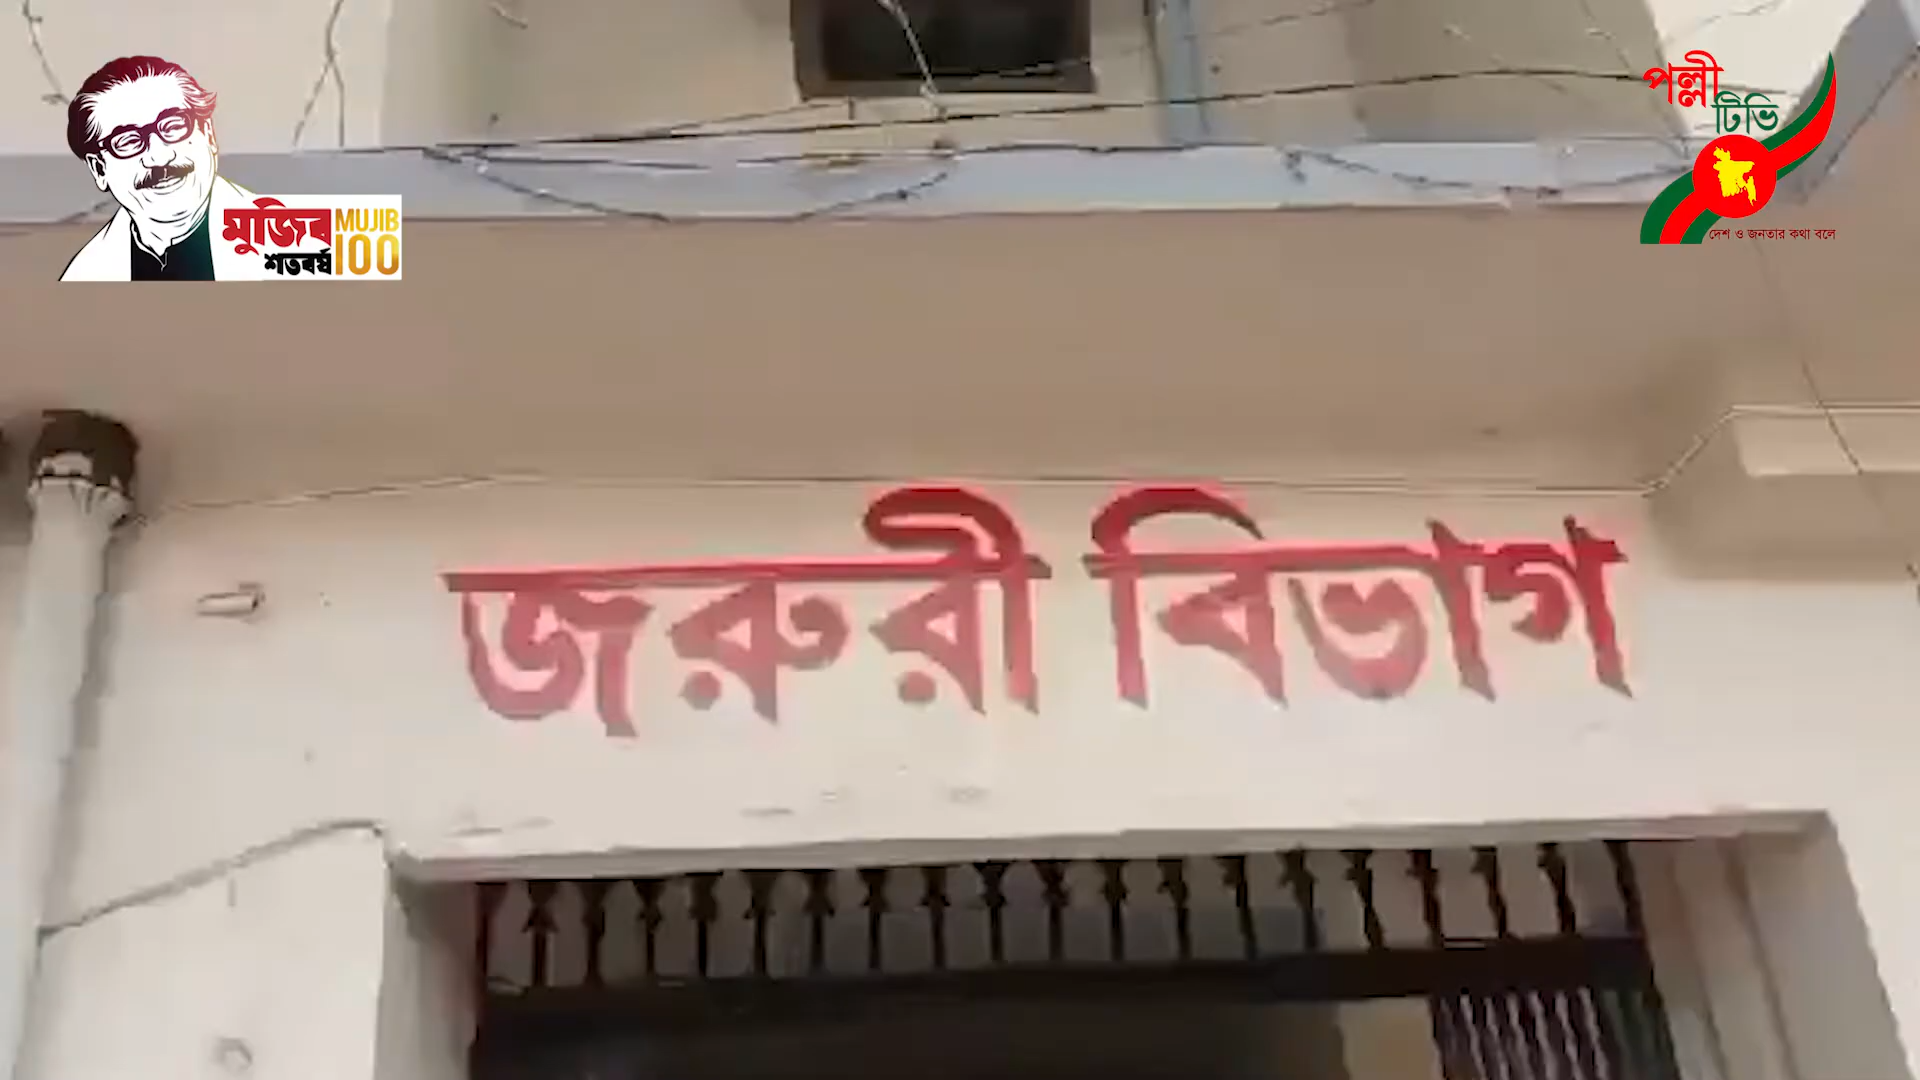 মুজিব
শতবর্ষ
MUJIB
100
পল্লী
টিভি
দেশ ও জনতার কথা বলে
জরুরী বিভাগ